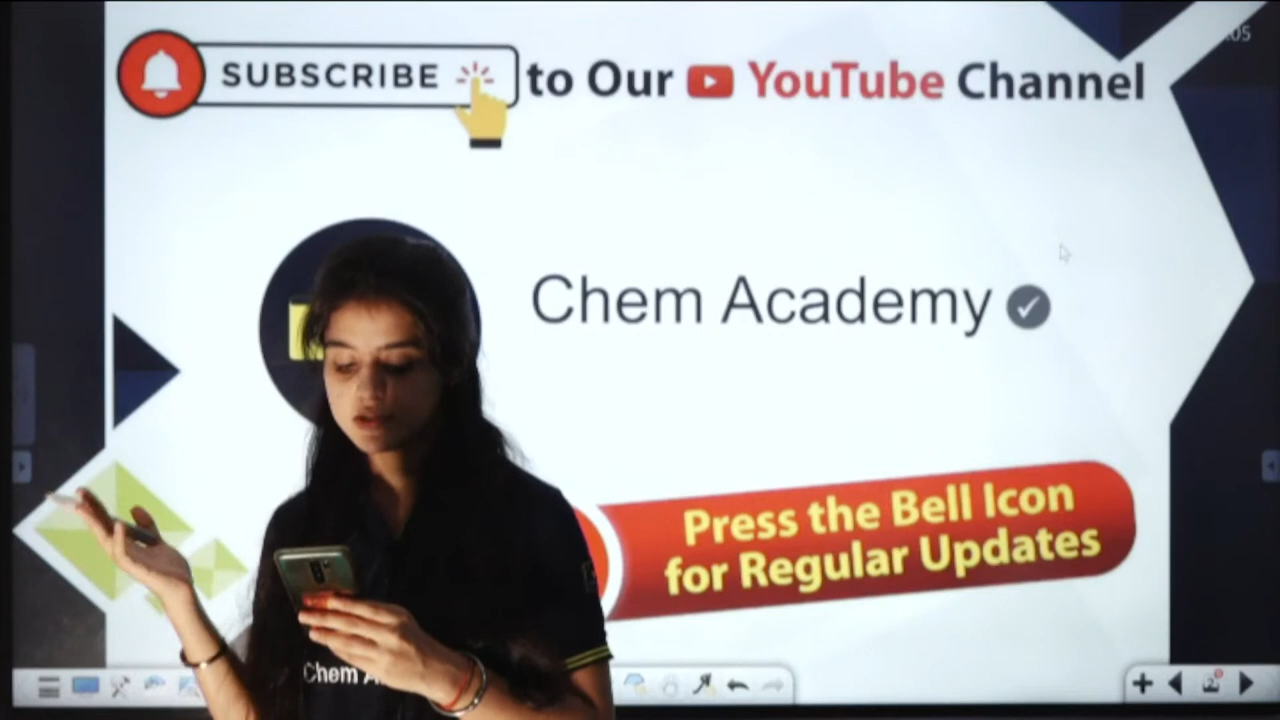 SUBSCRIBE to Our YouTube Channel
Chem Academy
Press the Bell Icon
for Regular Updates
Chem